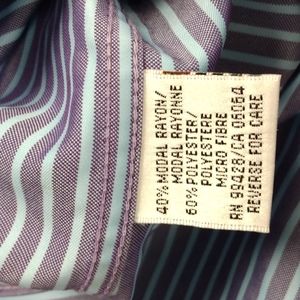 40% MODAL RAYON/
MODAL RAYONNE
60% POLYESTER/
POLYESTERE
MICRO FIBRE
RN 99428/CA 05064
REVERSE FOR CARE